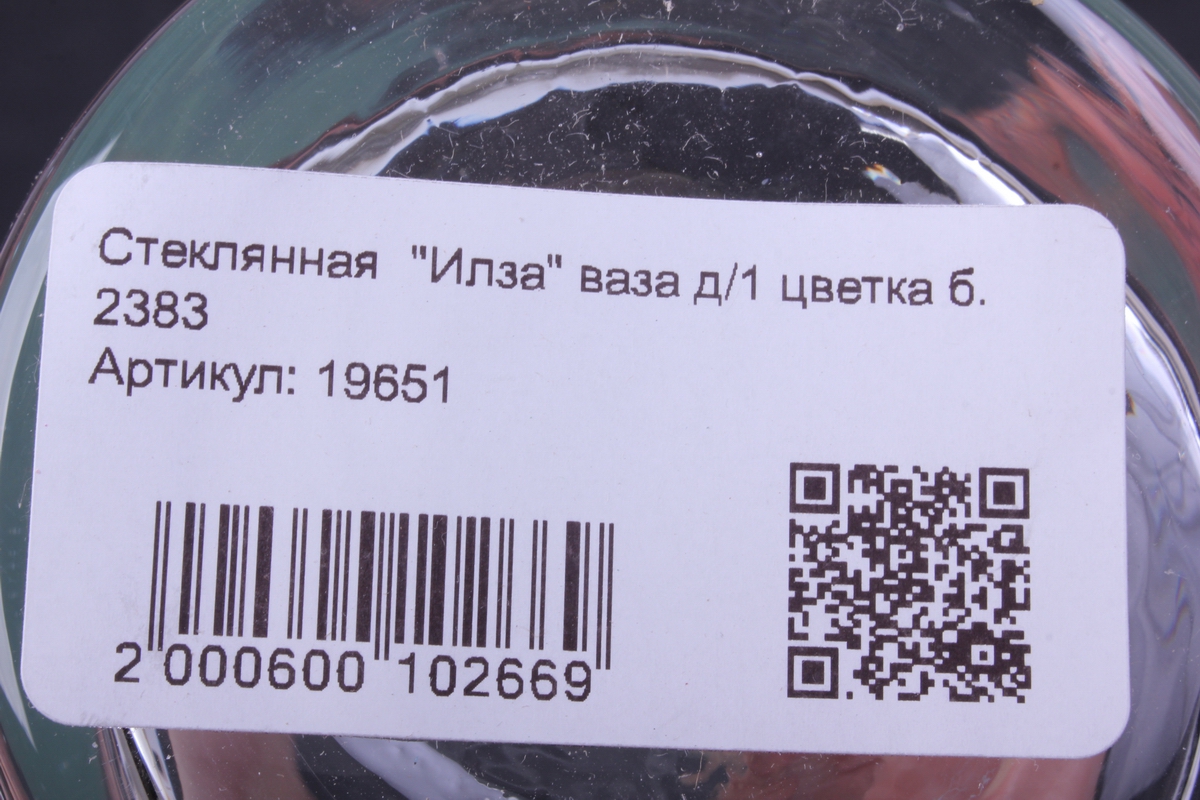 Стеклянная "Илза" ваза д/1 цветка б.
2383
Артикул: 19651
2 000600 102669